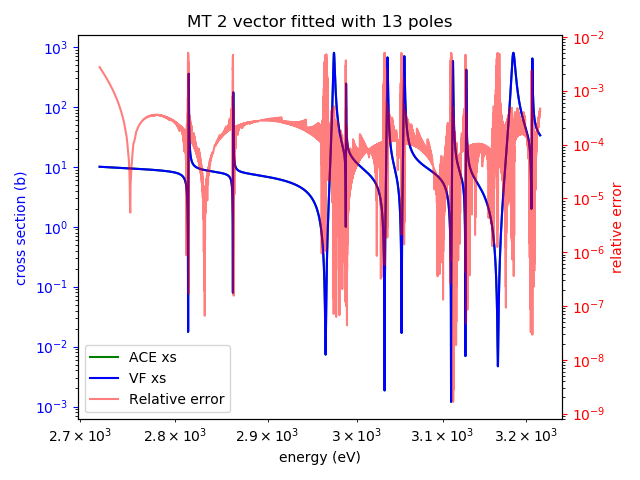 MT 2 vector fitted with 13 poles
10³
10²
10¹
10⁰
10⁻¹
10⁻²
10⁻³
cross section (b)
10⁻²
10⁻³
10⁻⁴
10⁻⁵
10⁻⁶
10⁻⁷
10⁻⁸
10⁻⁹
relative error
ACE xs
VF xs
Relative error
2.7 × 10³ 2.8 × 10³ 2.9 × 10³ 3 × 10³ 3.1 × 10³ 3.2 × 10³
energy (eV)